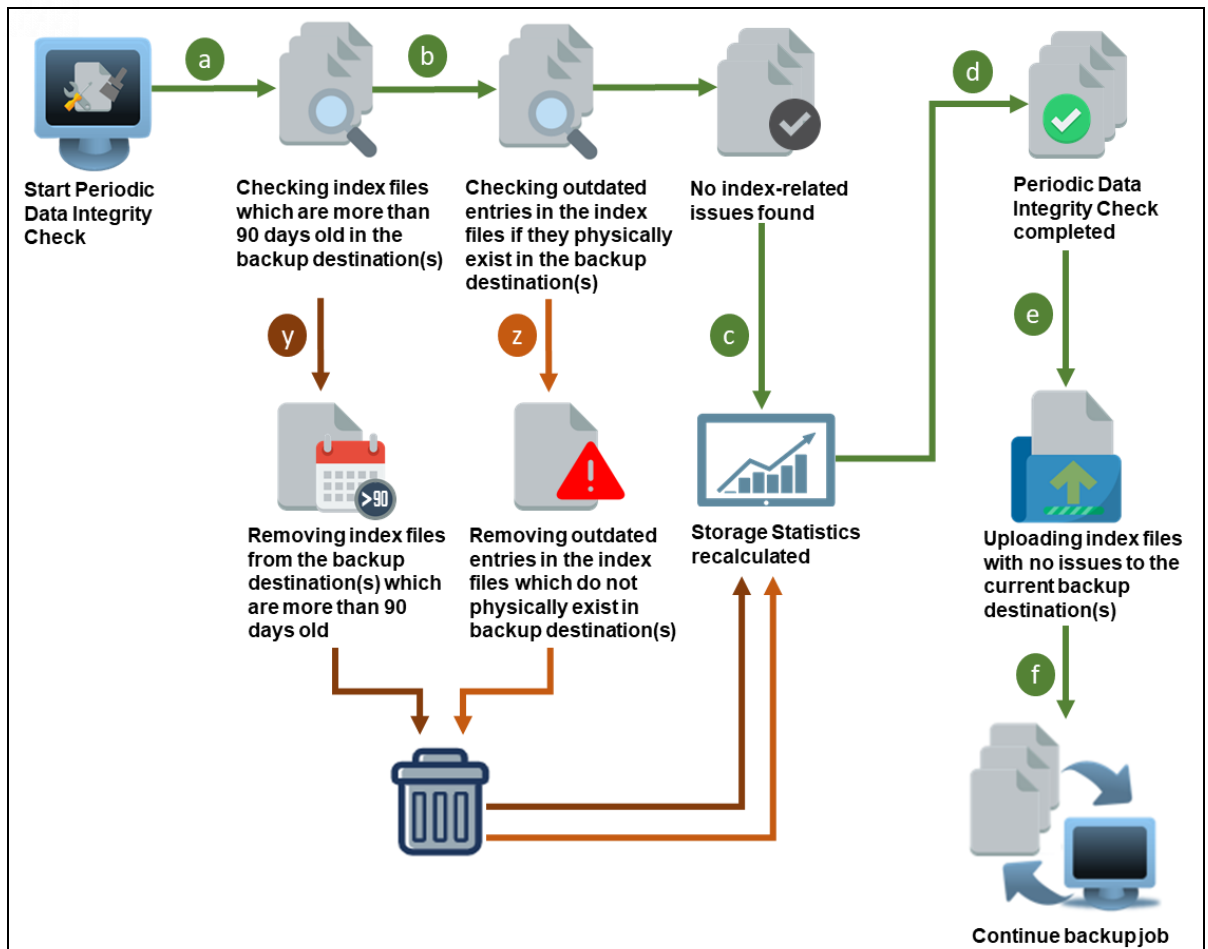 a
b
d
Start Periodic
Data Integrity
Check
Checking index files
which are more than
90 days old in the
backup destination(s)
Checking outdated
entries in the index
files if they physically
exist in the backup
destination(s)
No index-related
issues found
Periodic Data
Integrity Check
completed
y
z
c
e
>90
Removing index files
from the backup
destination(s) which
are more than 90
days old
Removing outdated
entries in the index
files which do not
physically exist in
backup destination(s)
Storage Statistics
recalculated
Uploading index files
with no issues to the
current backup
destination(s)
f
Continue backup job